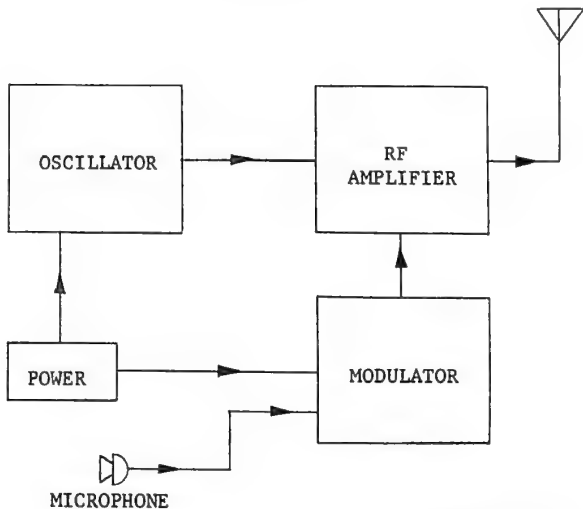 OSCILLATOR
RF
AMPLIFIER
POWER
MODULATOR
MICROPHONE